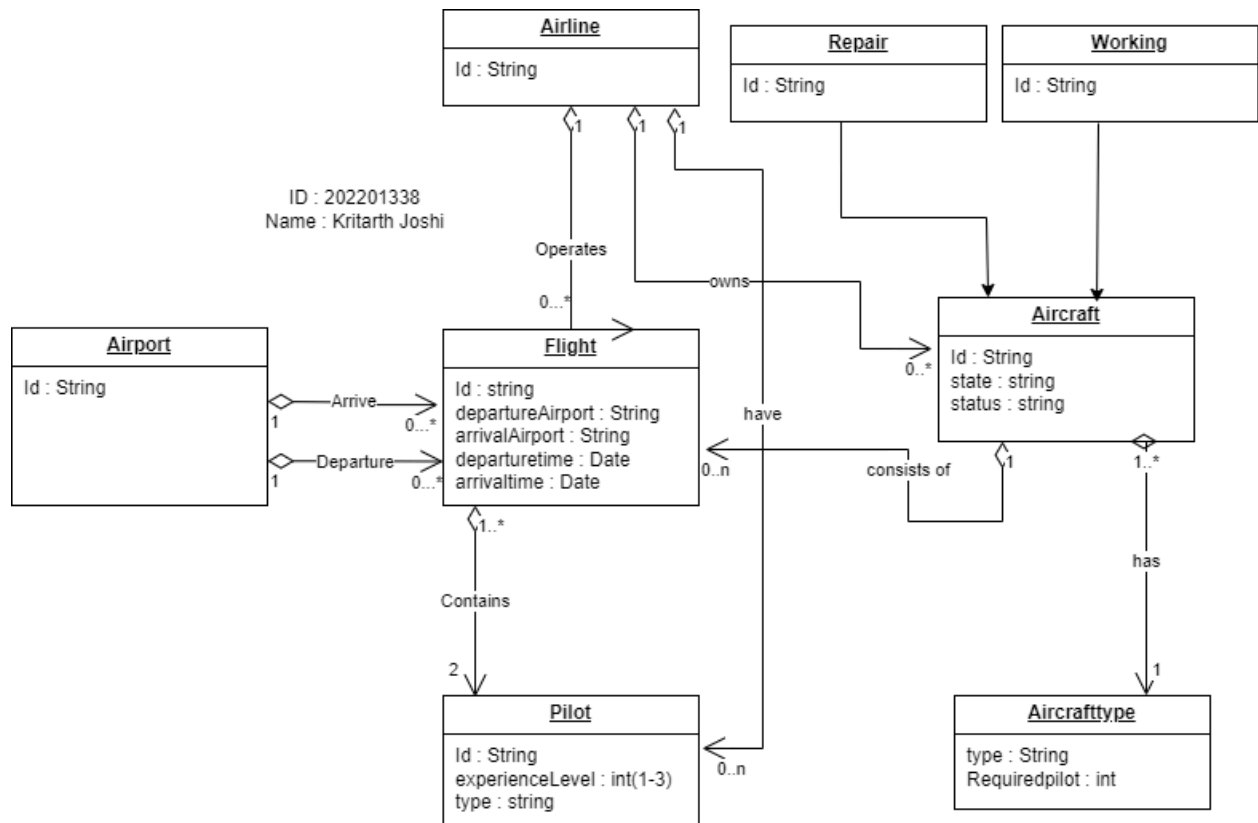 Airline
Id : String
Repair
Id : String
Working
Id : String
1
1
1
ID : 202201338
Name : Kritarth Joshi
Operates
0...*
owns
0..*
have
Airport
Id : String
Arrive
1
0...*
Departure
1
0...*
Flight
Id : string
departureAirport : String
arrivalAirport : String
departuretime : Date
arrivaltime : Date
Aircraft
Id : String
state : string
status : string
0..n
consists of
1
1..*
1..*
Contains
2
has
1
Pilot
Id : String
experienceLevel : int(1-3)
type : string
0..n
Aircrafttype
type : String
Requiredpilot : int